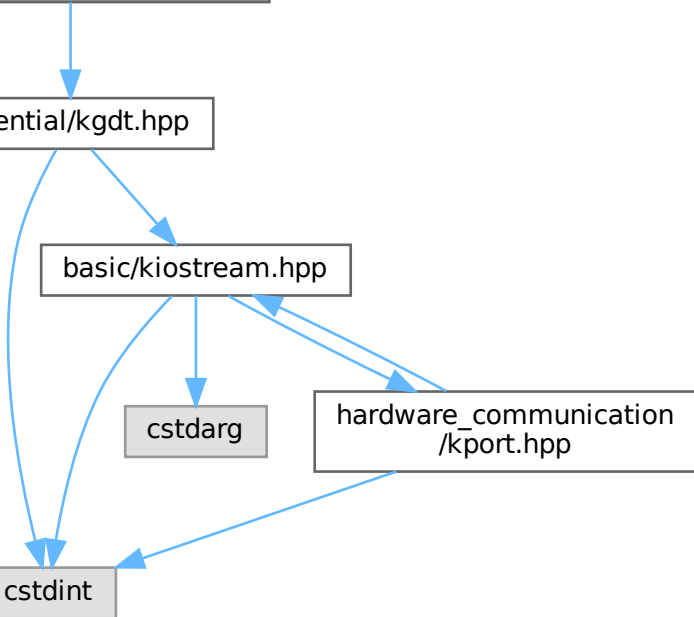 ential/kgdt.hpp
basic/kiostream.hpp
hardware_communication
/kport.hpp
cstdarg
cstdint